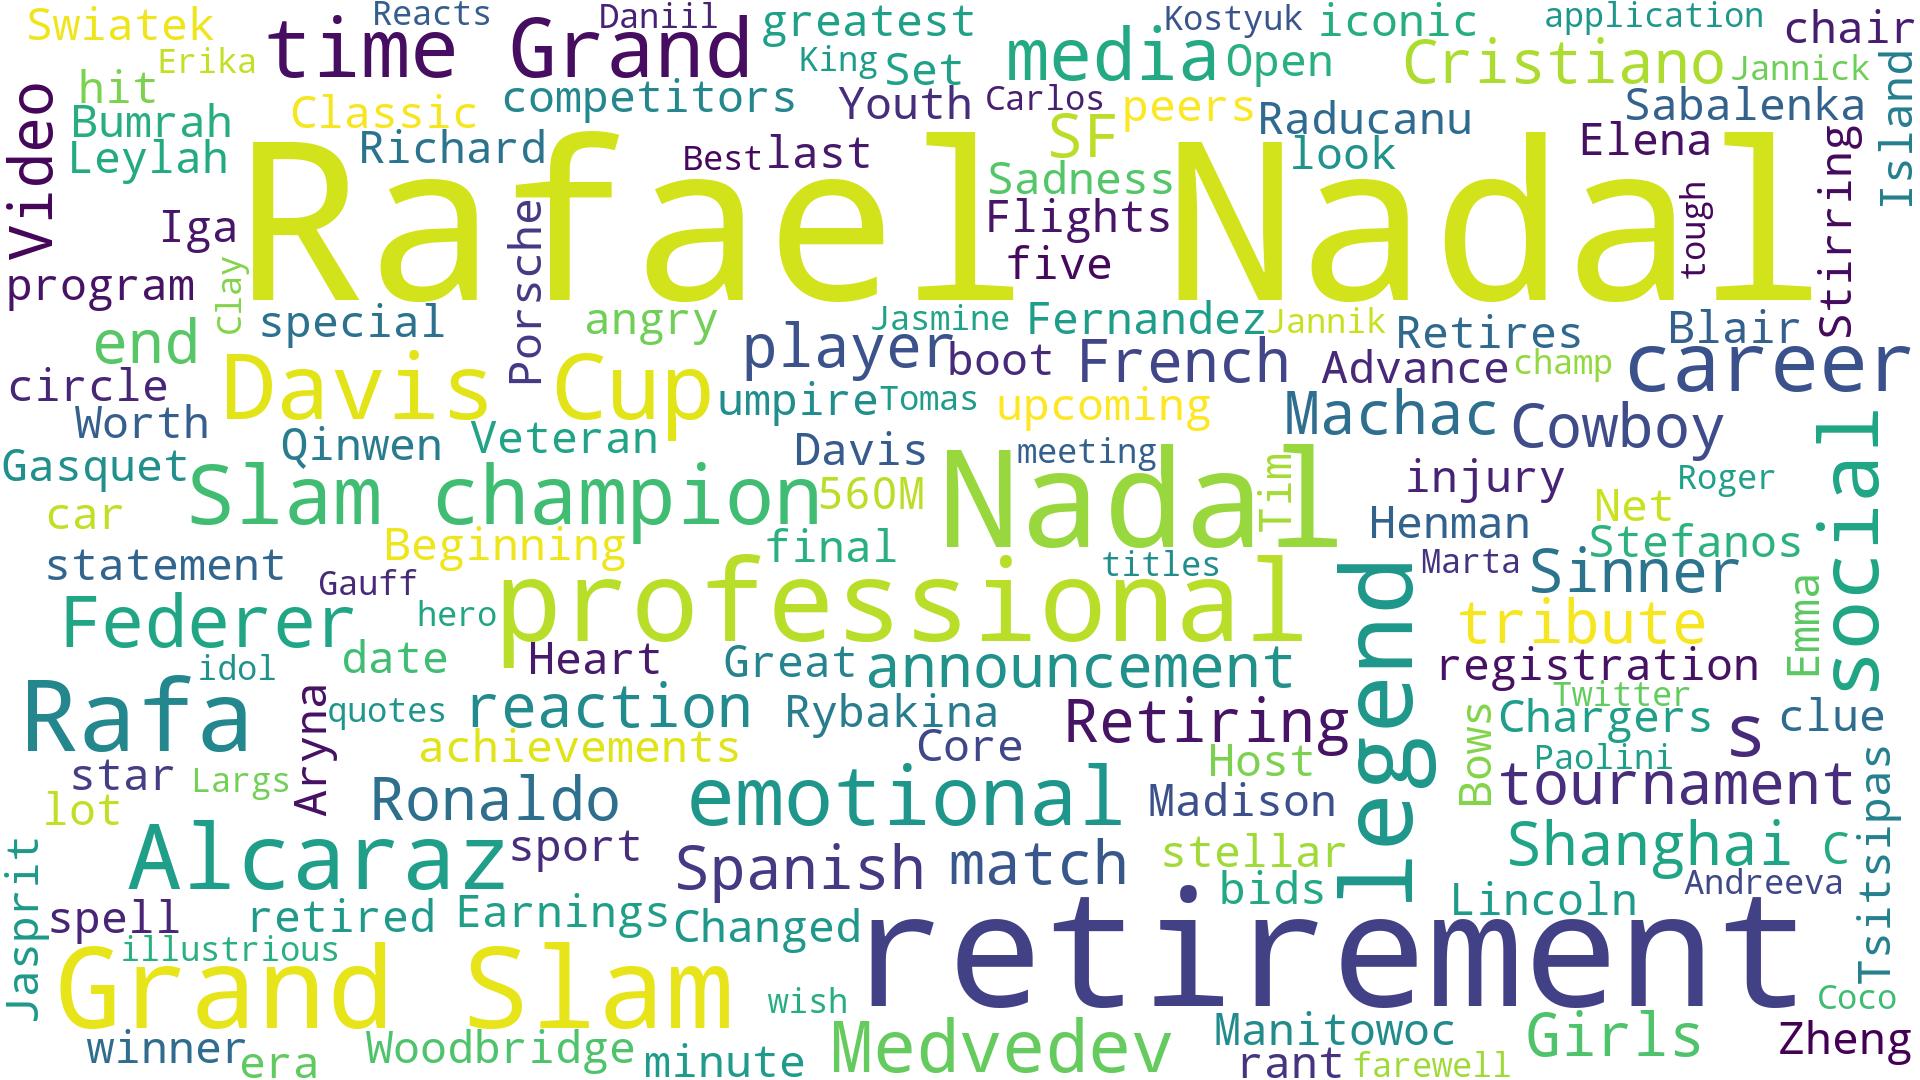 Swiatek
Reacts
Daniil
greatest
Kostyuk
iconic
application
chair
Erika
time Grand
King
Set
media
Open
Cristiano
Jannick
Island
hit
Classic
competitors
Youth
Carlos
peers
Raducanu
Sabalenka
Video
Bumrah
Richard
Best
last
SF
look
Elena
Leylah
Rafael Nadal
Sadness
tough
Stirring
Iga
Porsche
Flights
five
program
clay
special
angry
Jasmine
Fernandez
Jannik
Retires
Blair
end
player
boot
French
Advance
champ
career
circle
Davis Cup
umpire
Tomas
upcoming
Machac
Cowboy
Worth
Qinwen
Veteran
Davis
meeting
social
Gasquet
Slam champion
560M
Nadal
Tim
injury
Roger
car
Net
Henman
statement
Beginning
final
titles
Marta
Sinner
Stefanos
Gauff
hero
professional
legend
tribute
Emma
Federer
idol
date
Heart
Great
announcement
registration
Rafa
Aryna
quotes
reaction
Rybakina
Retiring
Twitter
Bows
Chargers
s
clue
star
Largs
achievements
Core
Host
Paolini
tournament
Tsitsipas
lot
Ronaldo
emotional
Madison
Alcaraz
sport
Spanish
match
stellar
Shanghai
C
Jasprit
spell
retired
Earnings
Changed
bids
Lincoln
Andreeva
illustrious
Grand Slam
wish
retirement
Coco
winner
era
Woodbridge
minute
Medvedev
Manitowoc
rant
farewell
Girls
Zheng